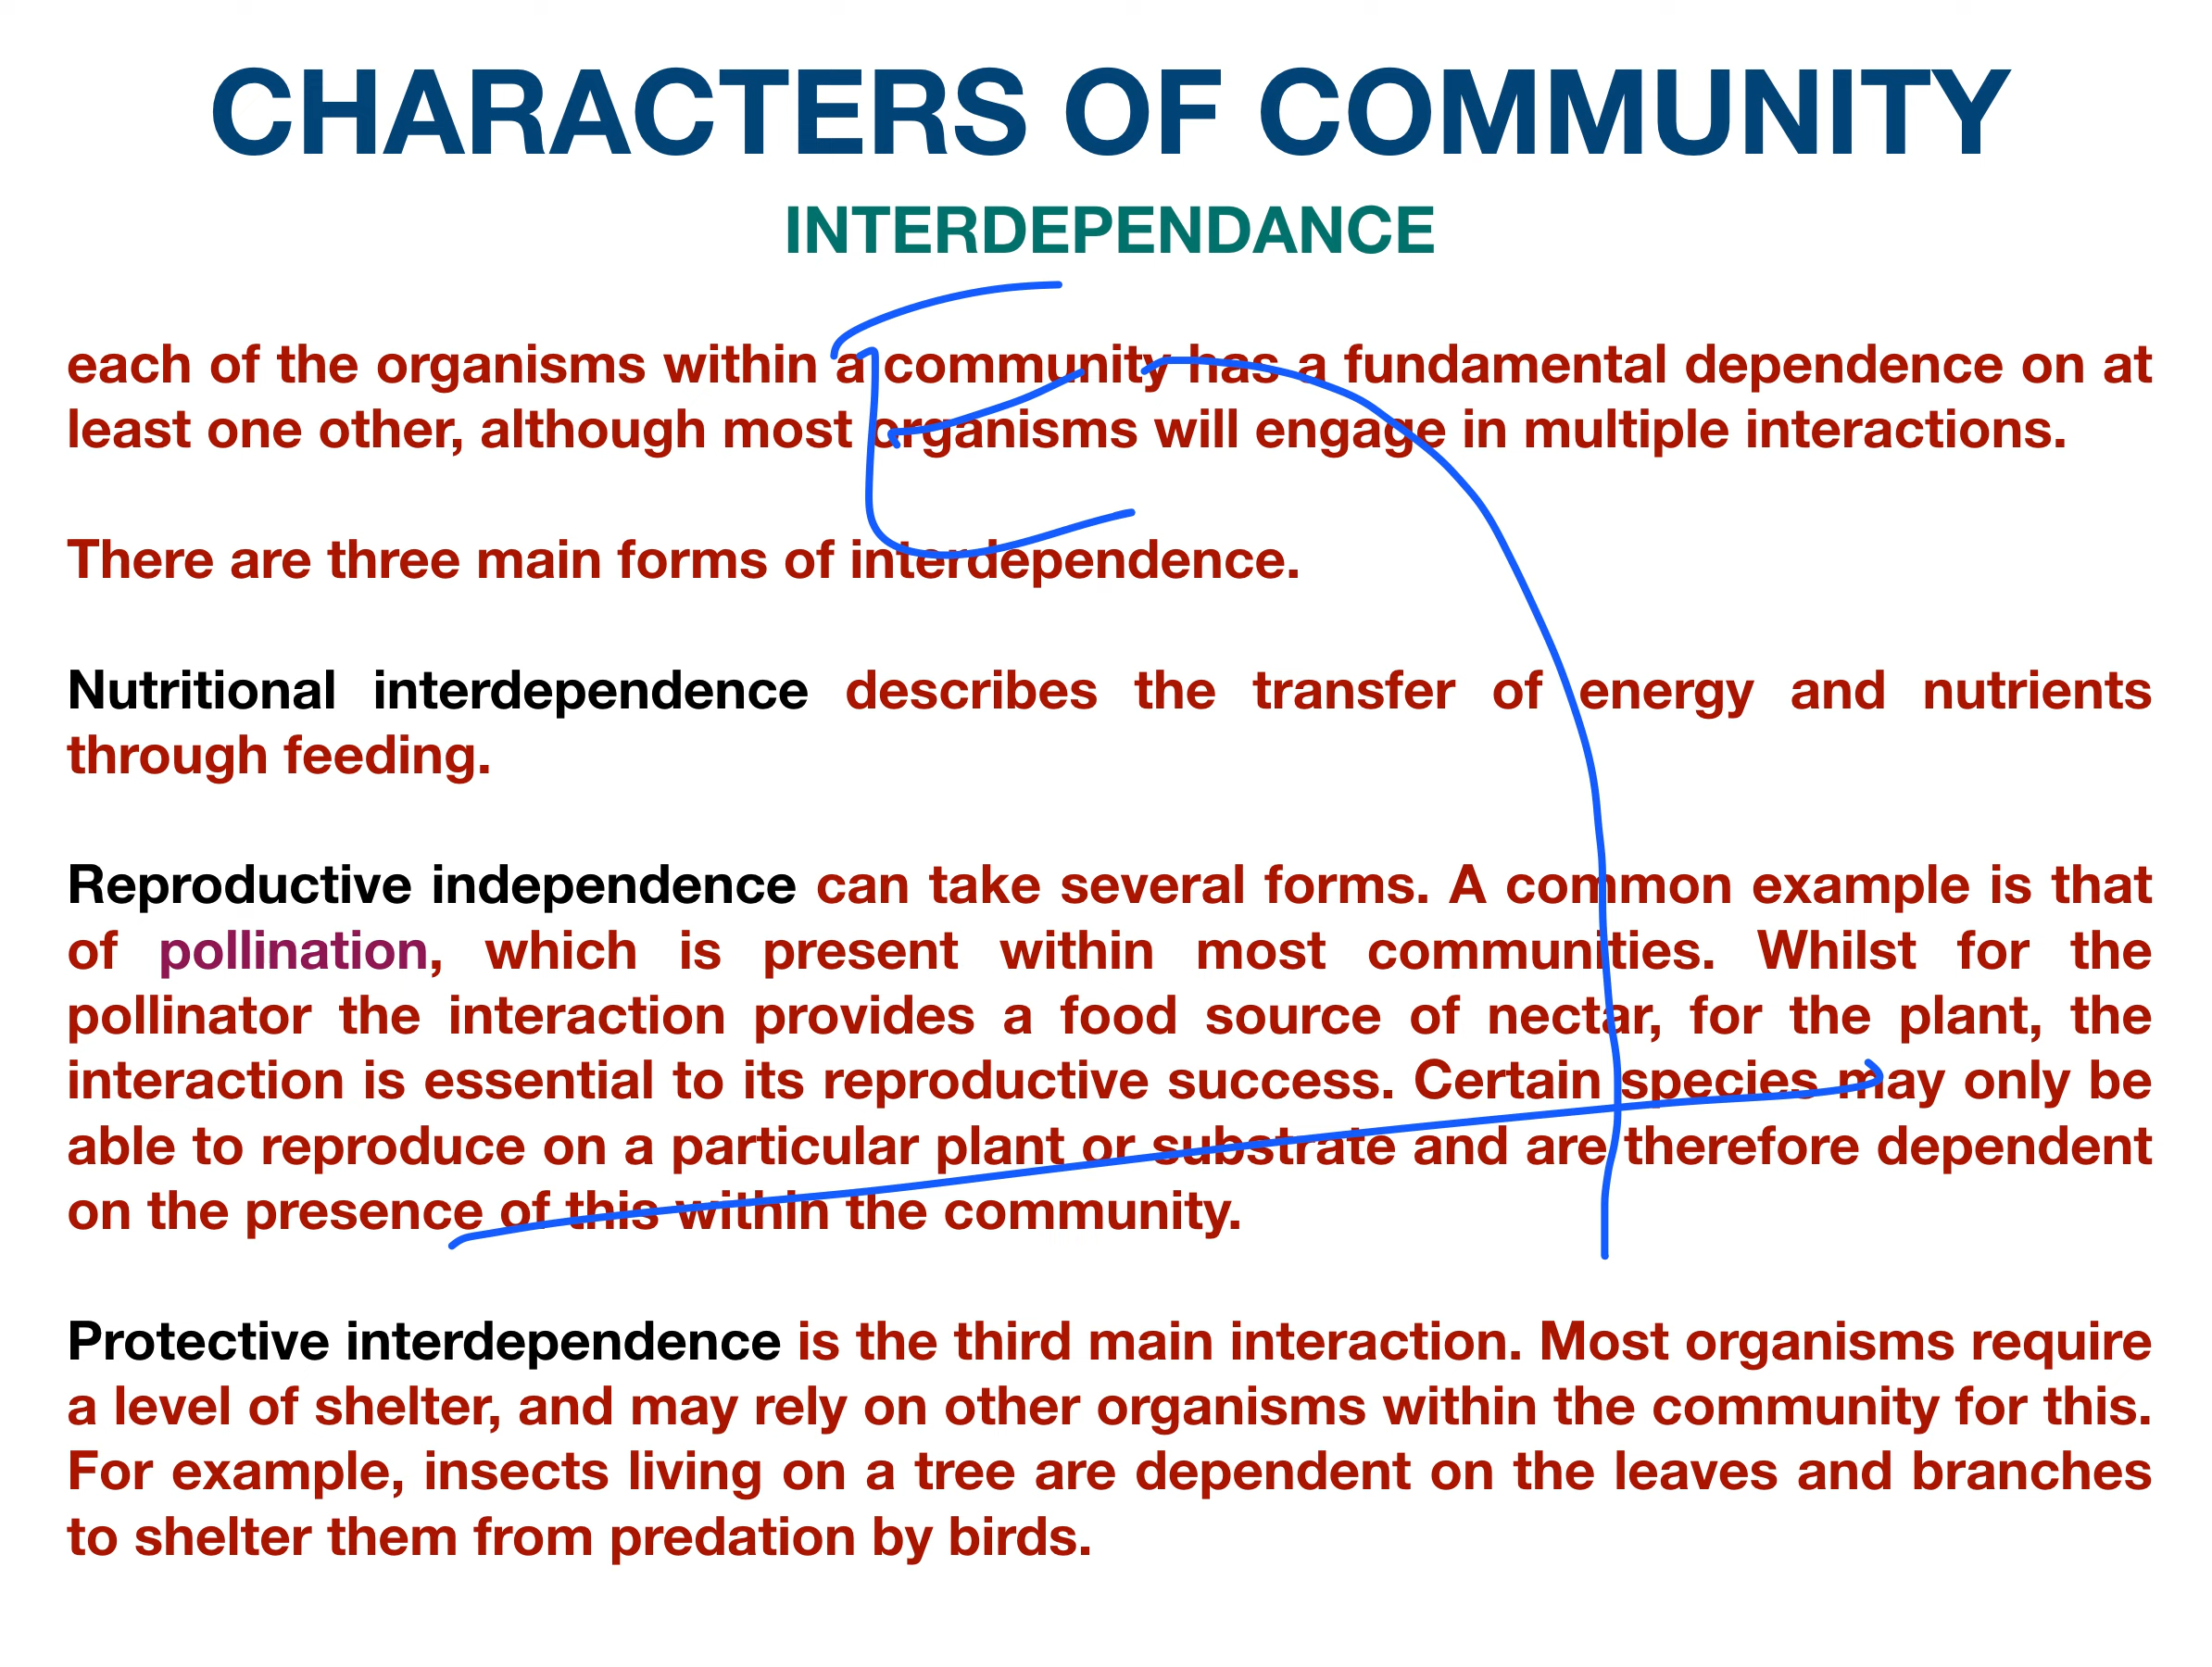 CHARACTERS OF COMMUNITY
INTERDEPENDANCE
each of the organisms within a community has a fundamental dependence on at
least one other, although most organisms will engage in multiple interactions.
There are three main forms of interdependence.
Nutritional interdependence describes the transfer of energy and nutrients
through feeding.
Reproductive independence can take several forms. A common example is that
of pollination, which is present within most communities. Whilst for the
pollinator the interaction provides a food source of nectar, for the plant, the
interaction is essential to its reproductive success. Certain species may only be
able to reproduce on a particular plant or substrate and are therefore dependent
on the presence of this within the community.
Protective interdependence is the third main interaction. Most organisms require
a level of shelter, and may rely on other organisms within the community for this.
For example, insects living on a tree are dependent on the leaves and branches
to shelter them from predation by birds.